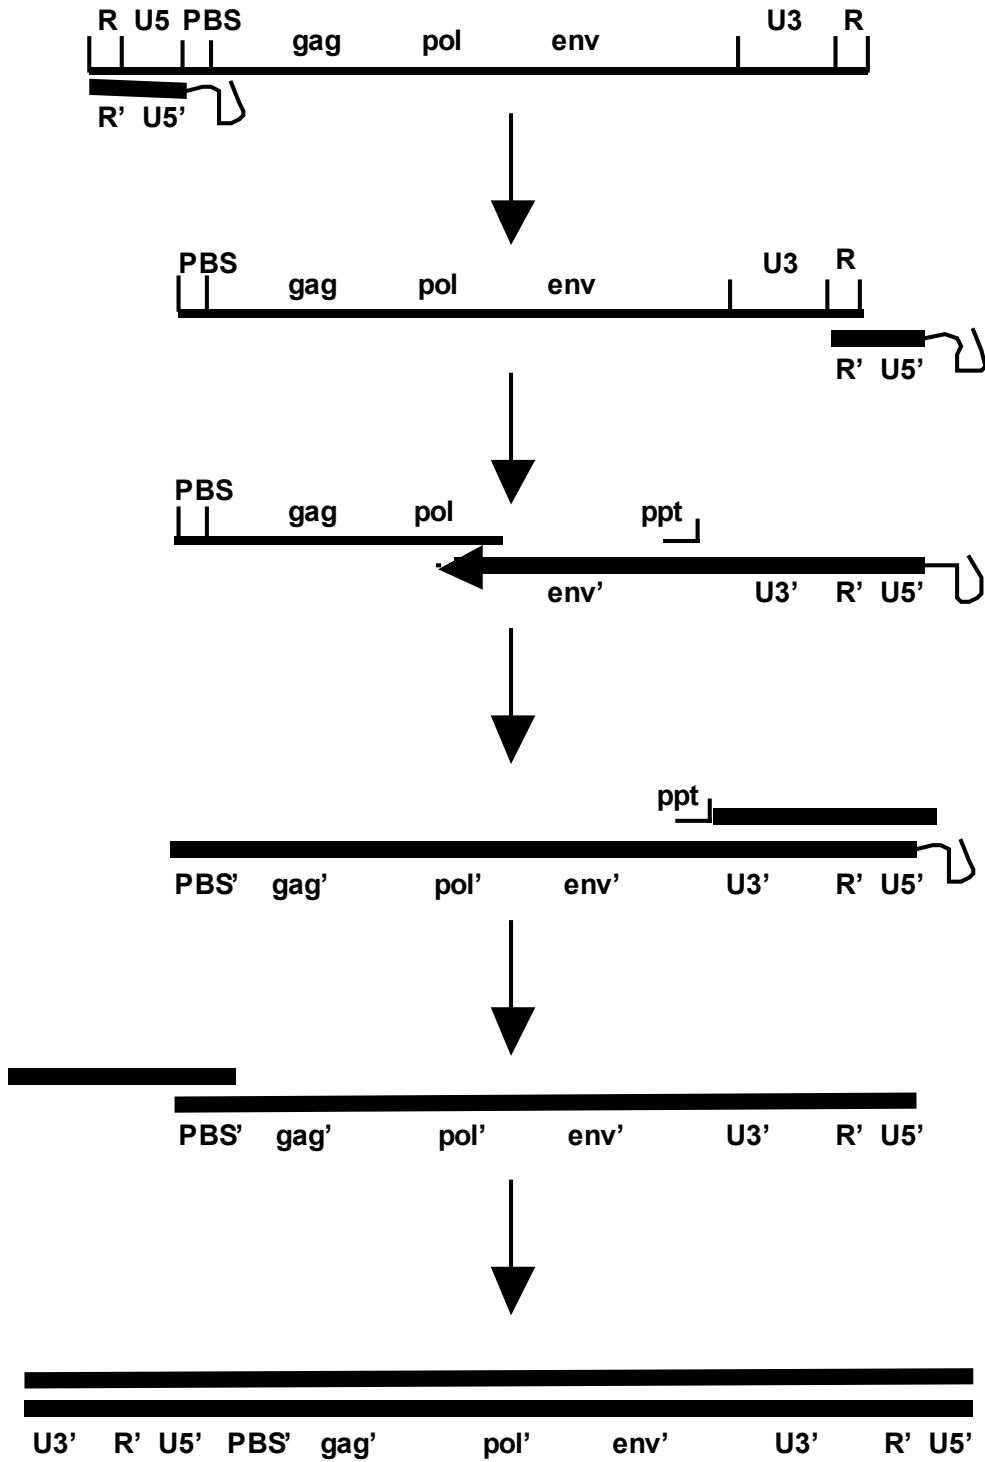 R U5 PBS gag pol env U3 R
R’ U5’
PBS gag pol env U3 R
R’ U5’
PBS gag pol ppt
env’ U3’ R’ U5’
ppt
PBS’ gag’ pol’ env’ U3’ R’ U5’
PBS’ gag’ pol’ env’ U3’ R’ U5’
U3’ R’ U5’ PBS’ gag’ pol’ env’ U3’ R’ U5’